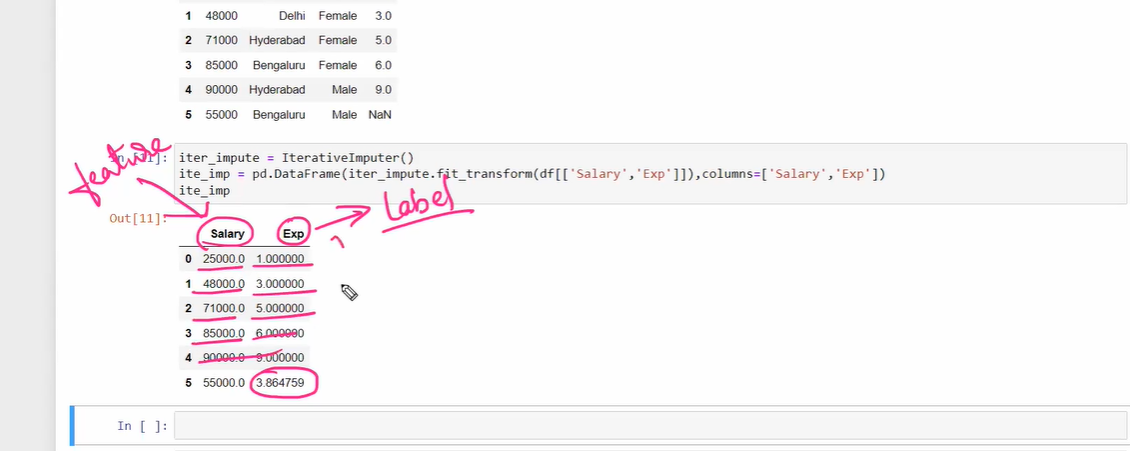 1 48000 Delhi Female 3.0
2 71000 Hyderabad Female 5.0
3 85000 Bengaluru Female 6.0
4 90000 Hyderabad Male 9.0
5 55000 Bengaluru Male NaN
feature
In [11]: iter_impute = IterativeImputer()
ite_imp = pd.DataFrame(iter_impute.fit_transform(df[['Salary','Exp']]),columns=['Salary','Exp'])
ite_imp
Label
Out[11]:
Salary Exp
0 25000.0 1.000000
1 48000.0 3.000000
2 71000.0 5.000000
3 85000.0 6.000000
4 90000.0 9.000000
5 55000.0 3.864759
In [ ]: